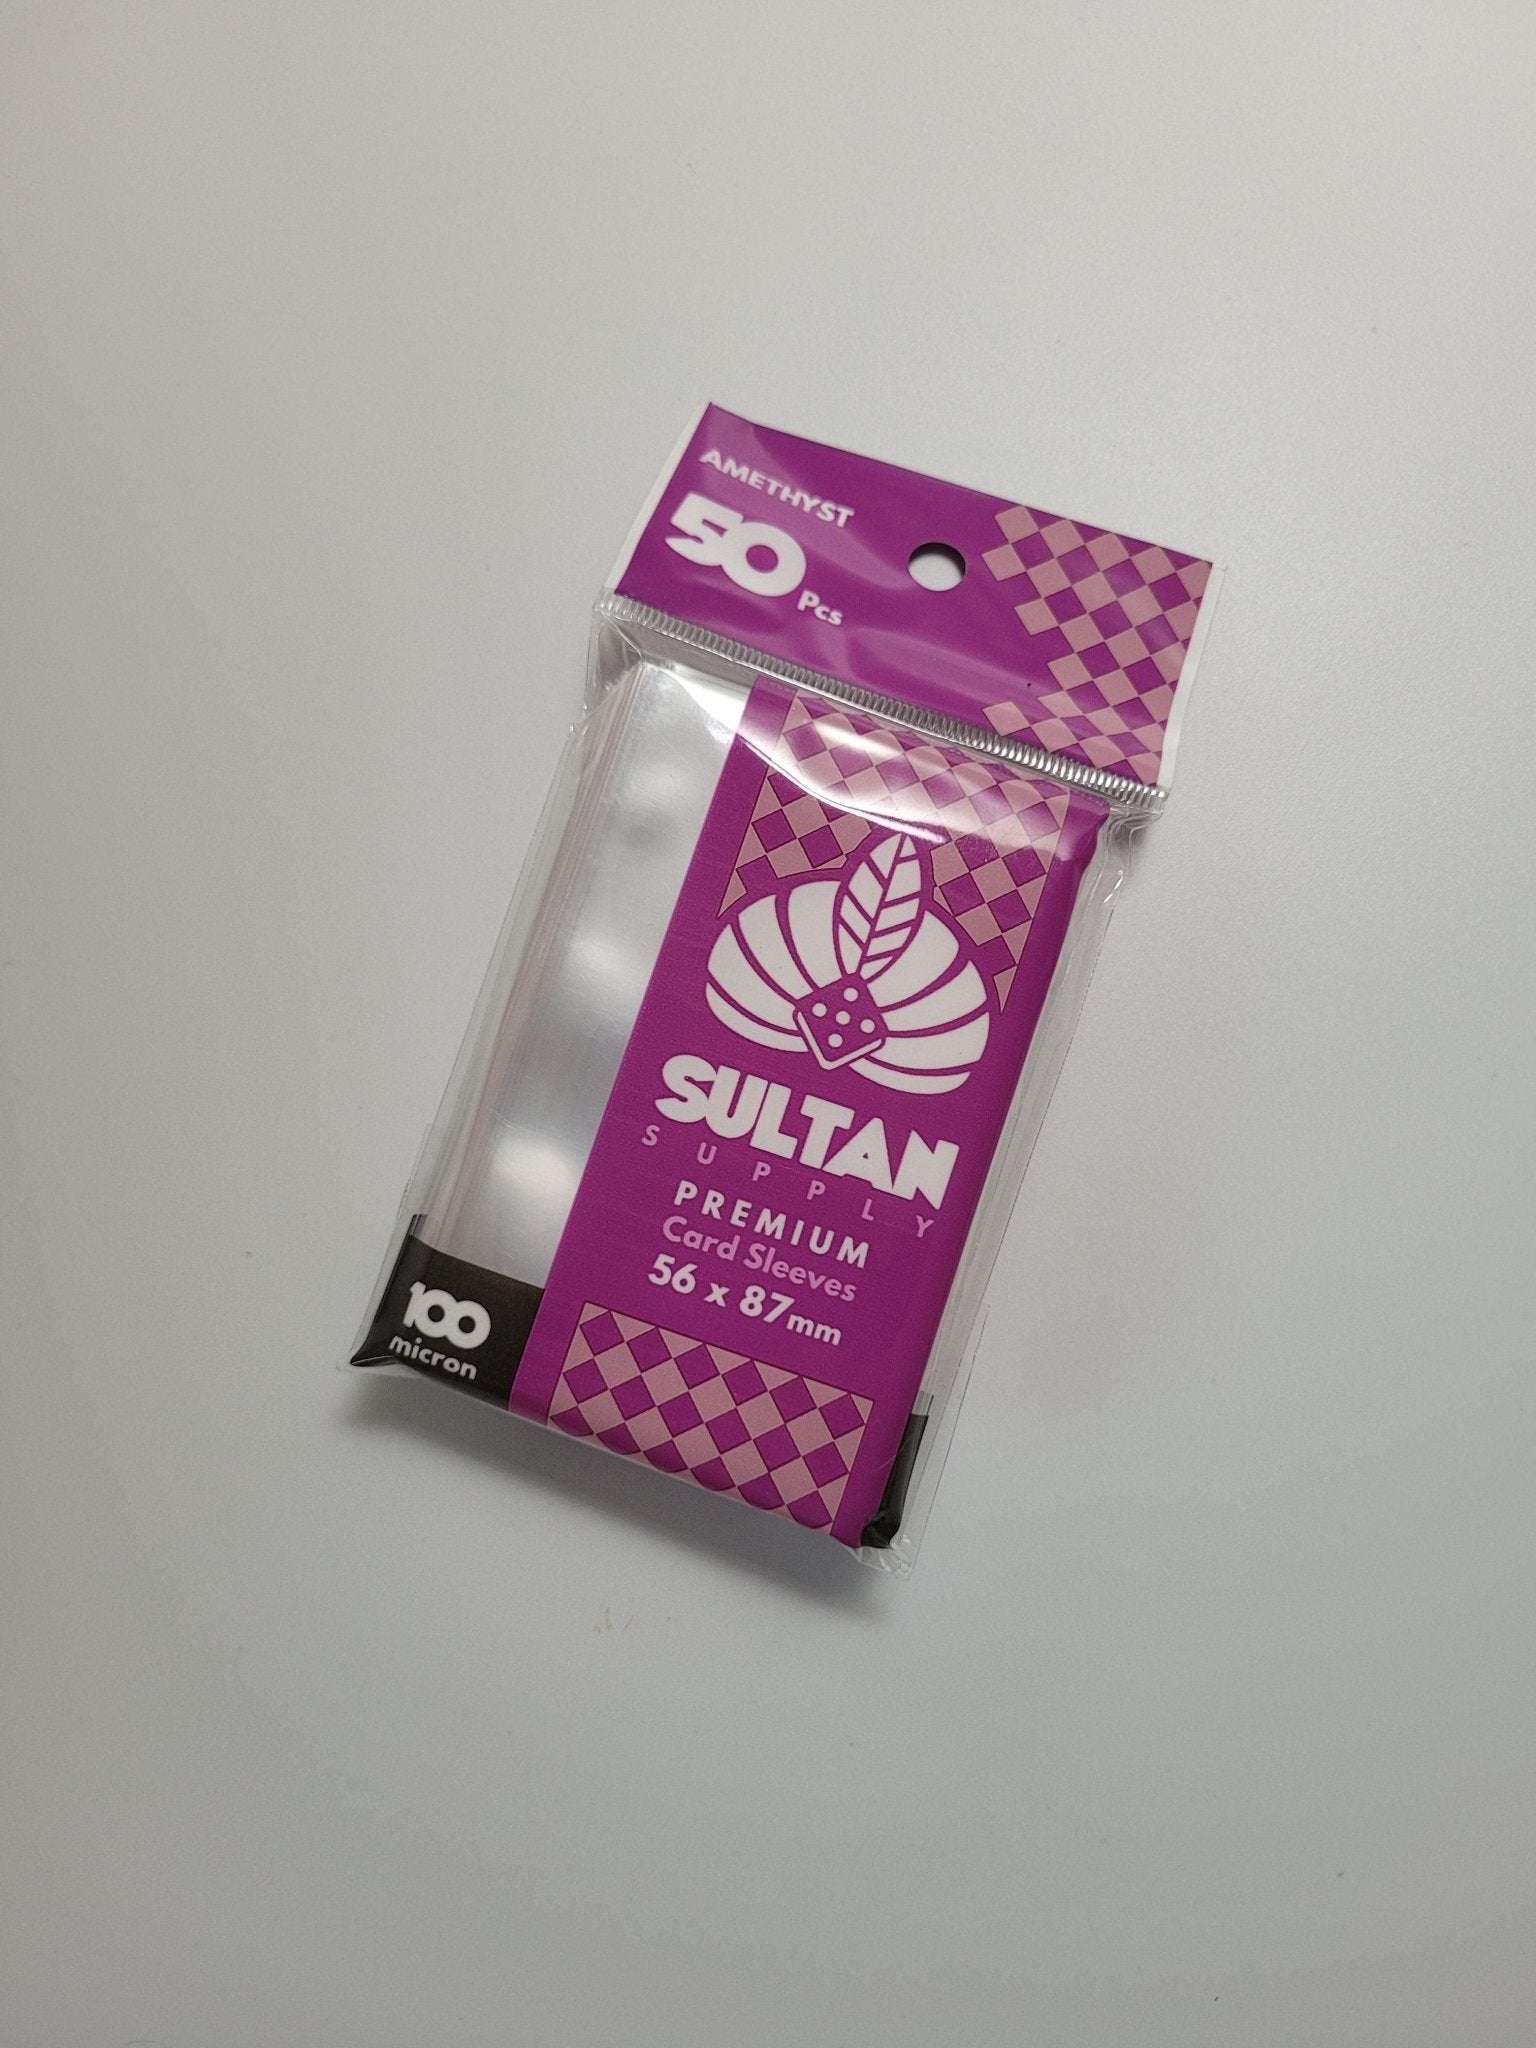 AMETHYST
50 Pcs
SULTAN
SUPPLY
PREMIUM
Card Sleeves
56 x 87mm
100
micron